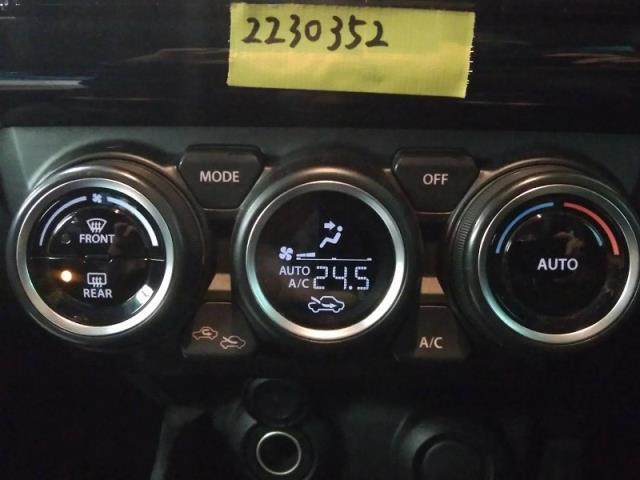 2230352
MODE
OFF
FRONT
REAR
AUTO
A/C
24.5
AUTO
A/C